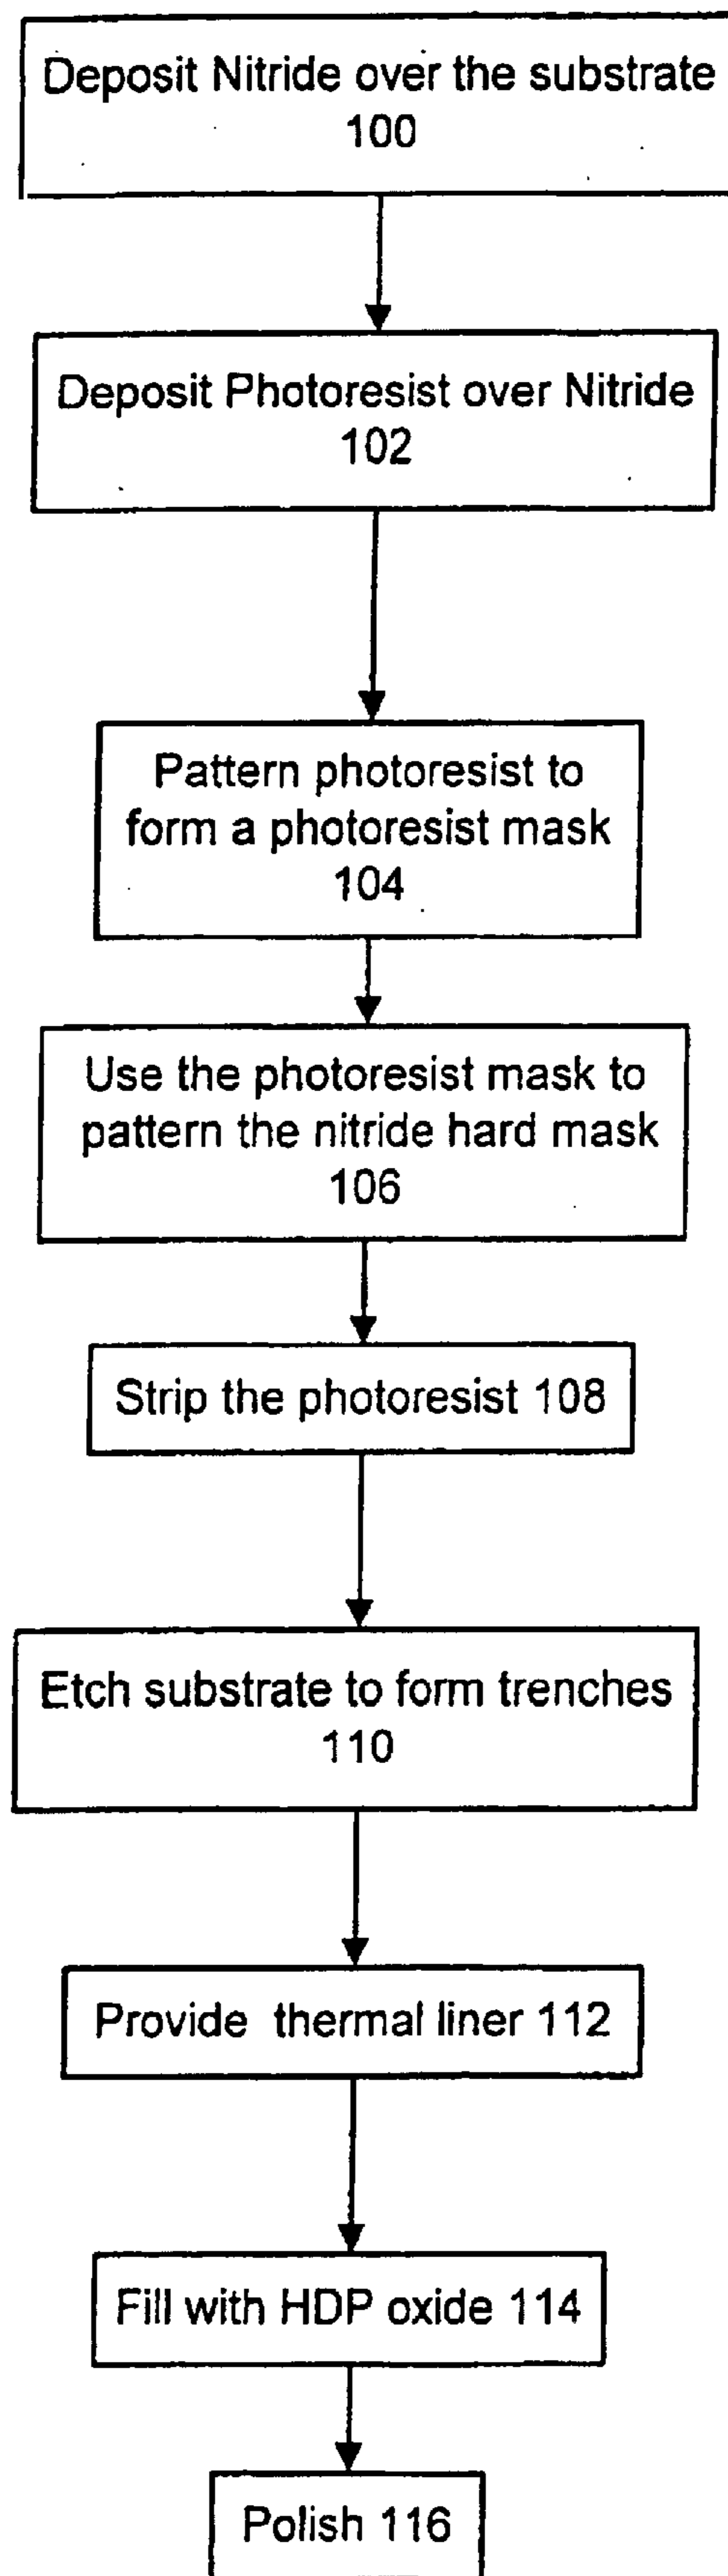 Deposit Nitride over the substrate
100
Deposit Photoresist over Nitride
102
Pattern photoresist to
form a photoresist mask
104
Use the photoresist mask to
pattern the nitride hard mask
106
Strip the photoresist 108
Etch substrate to form trenches
110
Provide thermal liner 112
Fill with HDP oxide 114
Polish 116